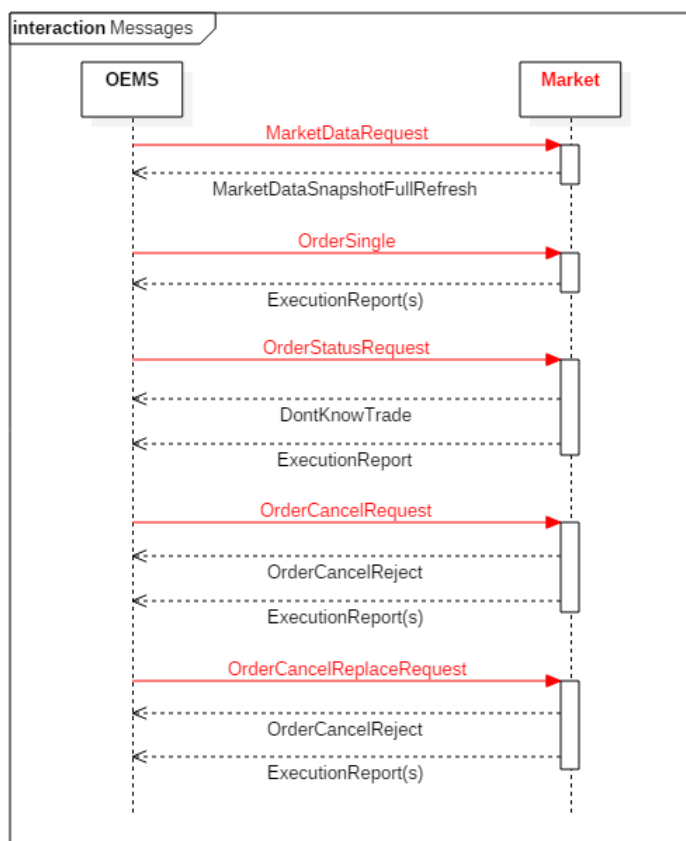 interaction Messages
OEMS
Market
MarketDataRequest
MarketDataSnapshotFullRefresh
OrderSingle
ExecutionReport(s)
OrderStatusRequest
DontKnowTrade
ExecutionReport
OrderCancelRequest
OrderCancelReject
ExecutionReport(s)
OrderCancelReplaceRequest
OrderCancelReject
ExecutionReport(s)